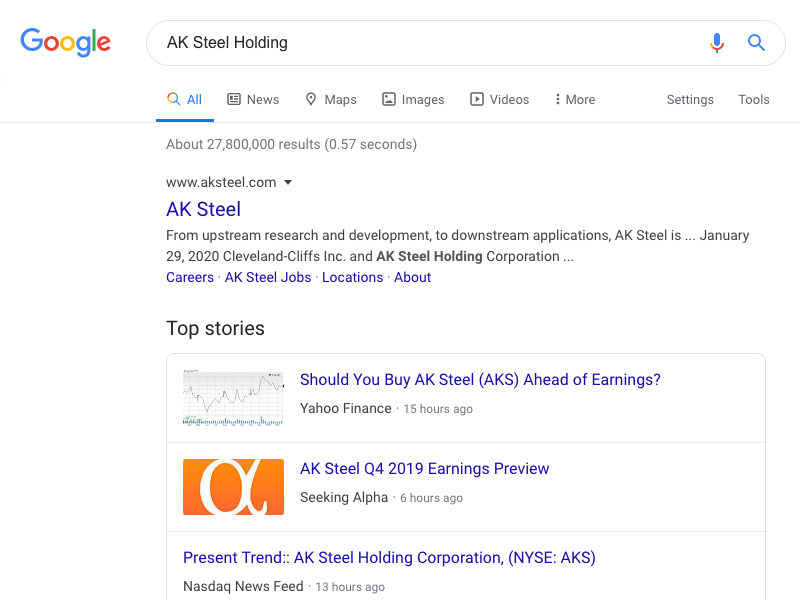 Google
AK Steel Holding
All News Maps Images Videos More Settings Tools
About 27,800,000 results (0.57 seconds)
www.aksteel.com
AK Steel
From upstream research and development, to downstream applications, AK Steel is ... January
29, 2020 Cleveland-Cliffs Inc. and AK Steel Holding Corporation ...
Careers · AK Steel Jobs · Locations · About
Top stories
Should You Buy AK Steel (AKS) Ahead of Earnings?
Yahoo Finance · 15 hours ago
AK Steel Q4 2019 Earnings Preview
Seeking Alpha · 6 hours ago
Present Trend:: AK Steel Holding Corporation, (NYSE: AKS)
Nasdaq News Feed · 13 hours ago